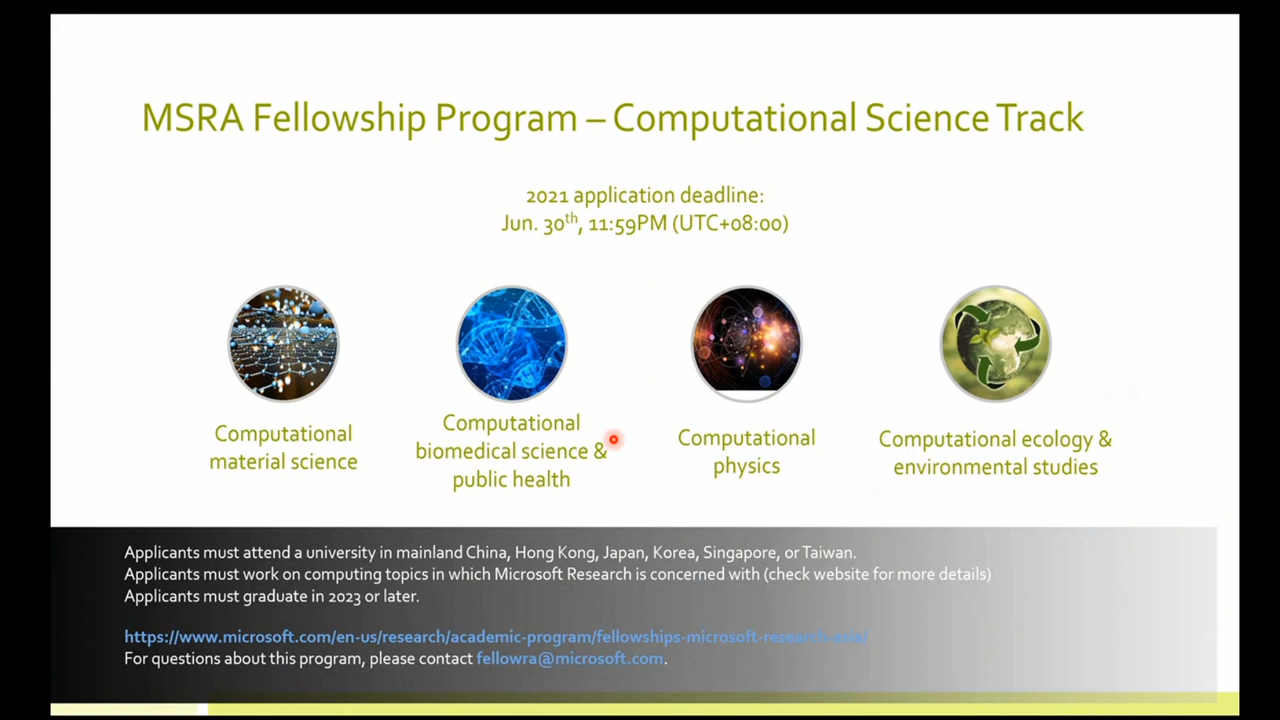 MSRA Fellowship Program – Computational Science Track
2021 application deadline:
Jun. 30th, 11:59PM (UTC+08:00)
Computational
material science
Computational
biomedical science &
public health
Computational
physics
Computational ecology &
environmental studies
Applicants must attend a university in mainland China, Hong Kong, Japan, Korea, Singapore, or Taiwan.
Applicants must work on computing topics in which Microsoft Research is concerned with (check website for more details)
Applicants must graduate in 2023 or later.
https://www.microsoft.com/en-us/research/academic-program/fellowships-microsoft-research-asia/
For questions about this program, please contact fellowra@microsoft.com.